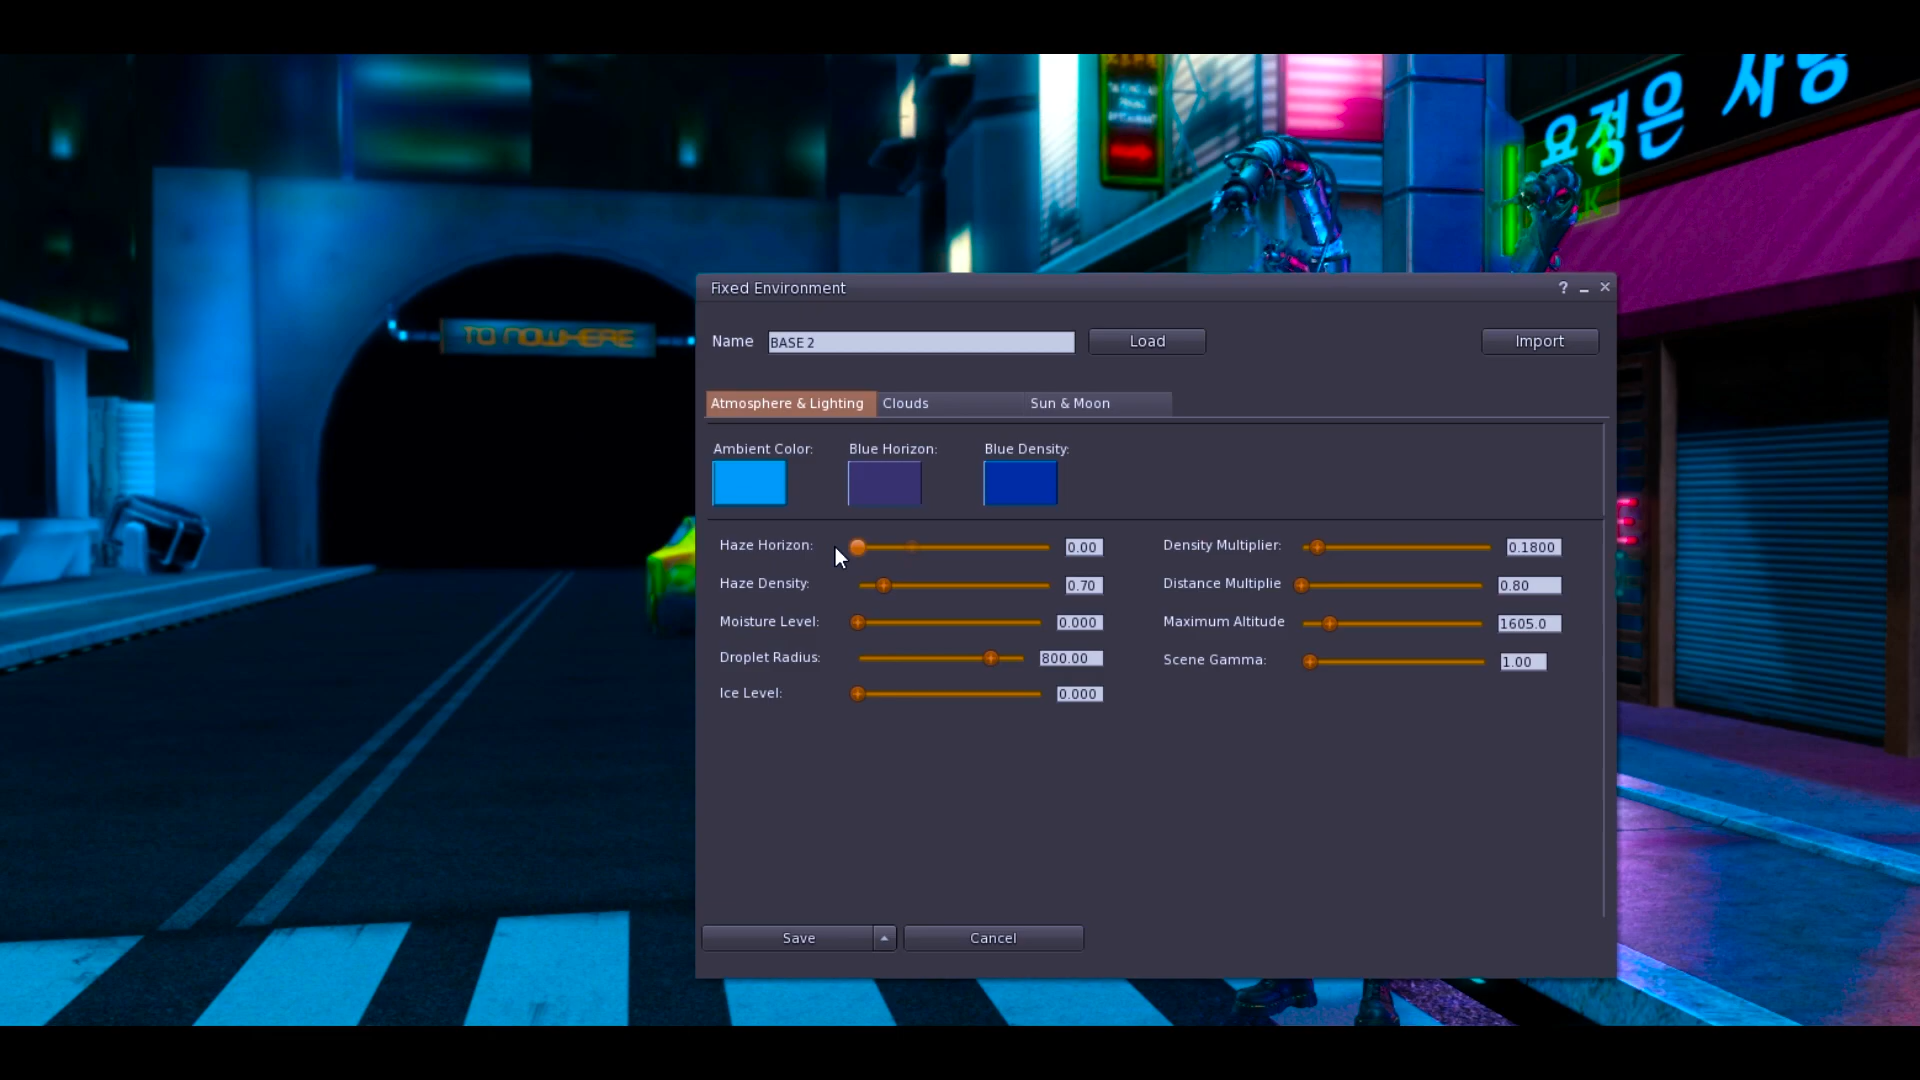 요정은 사랑
TO NOWHERE
Fixed Environment
?
Name BASE 2 Load Import
Atmosphere & Lighting Clouds Sun & Moon
Ambient Color: Blue Horizon: Blue Density:
Haze Horizon: 0.00 Density Multiplier: 0.1800
Haze Density: 0.70 Distance Multiplie 0.80
Moisture Level: 0.000 Maximum Altitude 1605.0
Droplet Radius: 800.00 Scene Gamma: 1.00
Ice Level: 0.000
Save Cancel